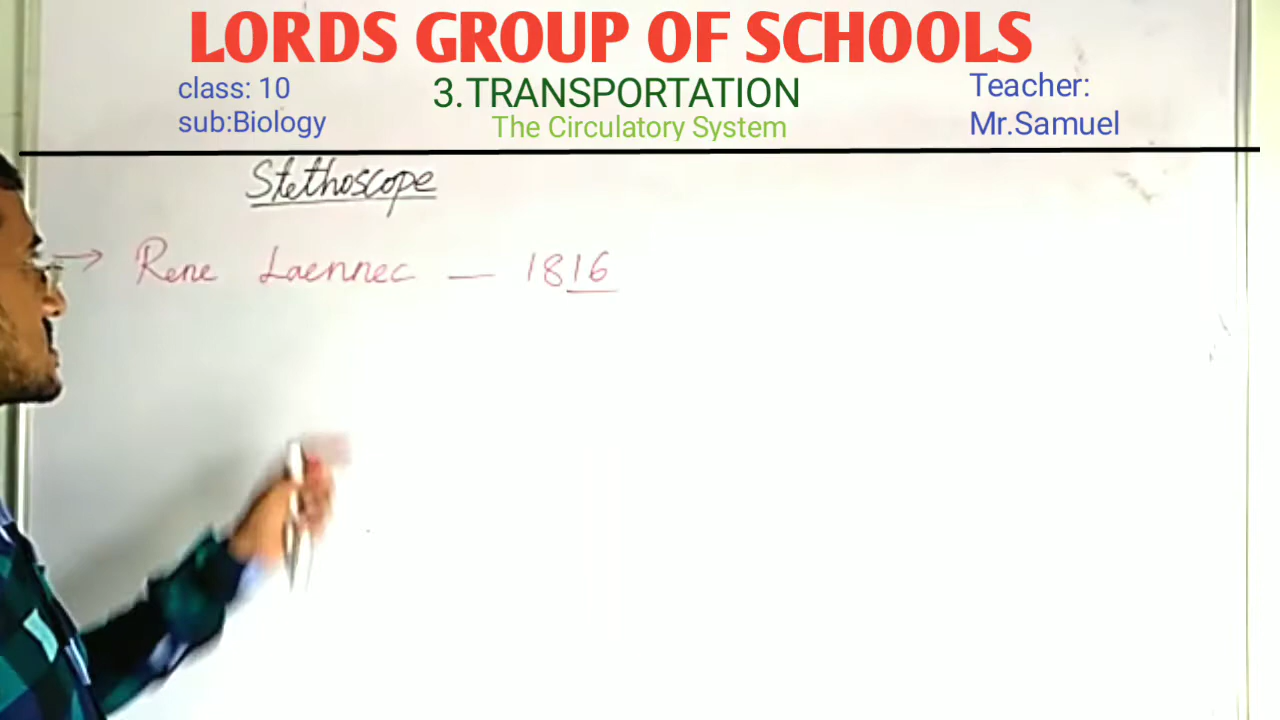 LORDS GROUP OF SCHOOLS
class: 10
sub:Biology
3.TRANSPORTATION
The Circulatory System
Teacher:
Mr.Samuel
Stethoscope
→ Rene Laennec — 1816